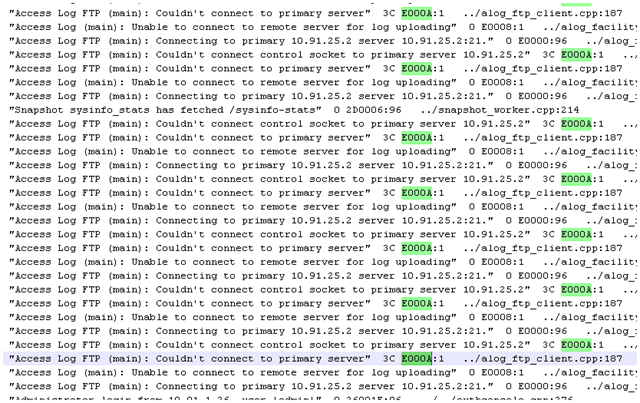 "Access Log FTP (main): Couldn't connect to primary server"  3C E000A:1   ../alog_ftp_client.cpp:187
"Access Log (main): Unable to connect to remote server for log uploading"  0 E0008:1   ../alog_facility
"Access Log FTP (main): Connecting to primary 10.91.25.2 server 10.91.25.2:21."  0 E0000:96   ../alo
"Access Log FTP (main): Couldn't connect control socket to primary server 10.91.25.2"  3C E000A:
"Access Log FTP (main): Couldn't connect to primary server"  3C E000A:1   ../alog_ftp_client.cpp:187
"Access Log (main): Unable to connect to remote server for log uploading"  0 E0008:1   ../alog_facility
"Access Log FTP (main): Connecting to primary 10.91.25.2 server 10.91.25.2:21."  0 E0000:96   ../alo
"Snapshot sysinfo_stats has fetched /sysinfo-stats"  0 2D0006:96   ../snapshot_worker.cpp:214
"Access Log FTP (main): Couldn't connect control socket to primary server 10.91.25.2"  3C E000A:
"Access Log FTP (main): Couldn't connect to primary server"  3C E000A:1   ../alog_ftp_client.cpp:187
"Access Log (main): Unable to connect to remote server for log uploading"  0 E0008:1   ../alog_facility
"Access Log FTP (main): Connecting to primary 10.91.25.2 server 10.91.25.2:21."  0 E0000:96   ../alo
"Access Log FTP (main): Couldn't connect control socket to primary server 10.91.25.2"  3C E000A:
"Access Log FTP (main): Couldn't connect to primary server"  3C E000A:1   ../alog_ftp_client.cpp:187
"Access Log (main): Unable to connect to remote server for log uploading"  0 E0008:1   ../alog_facility
"Access Log FTP (main): Connecting to primary 10.91.25.2 server 10.91.25.2:21."  0 E0000:96   ../alo
"Access Log FTP (main): Couldn't connect control socket to primary server 10.91.25.2"  3C E000A:
"Access Log FTP (main): Couldn't connect to primary server"  3C E000A:1   ../alog_ftp_client.cpp:187
"Access Log (main): Unable to connect to remote server for log uploading"  0 E0008:1   ../alog_facility
"Access Log FTP (main): Connecting to primary 10.91.25.2 server 10.91.25.2:21."  0 E0000:96   ../alo
"Access Log FTP (main): Couldn't connect control socket to primary server 10.91.25.2"  3C E000A:
"Access Log FTP (main): Couldn't connect to primary server"  3C E000A:1   ../alog_ftp_client.cpp:187
"Access Log (main): Unable to connect to remote server for log uploading"  0 E0008:1   ../alog_facility
"Access Log FTP (main): Connecting to primary 10.91.25.2 server 10.91.25.2:21."  0 E0000:96   ../alo
"Access Log FTP (main): Couldn't connect control socket to primary server 10.91.25.2"  3C E000A:
"Access Log FTP (main): Couldn't connect to primary server"  3C E000A:1   ../alog_ftp_client.cpp:187
"Access Log (main): Unable to connect to remote server for log uploading"  0 E0008:1   ../alog_facility
"Access Log FTP (main): Connecting to primary 10.91.25.2 server 10.91.25.2:21."  0 E0000:96   ../alo